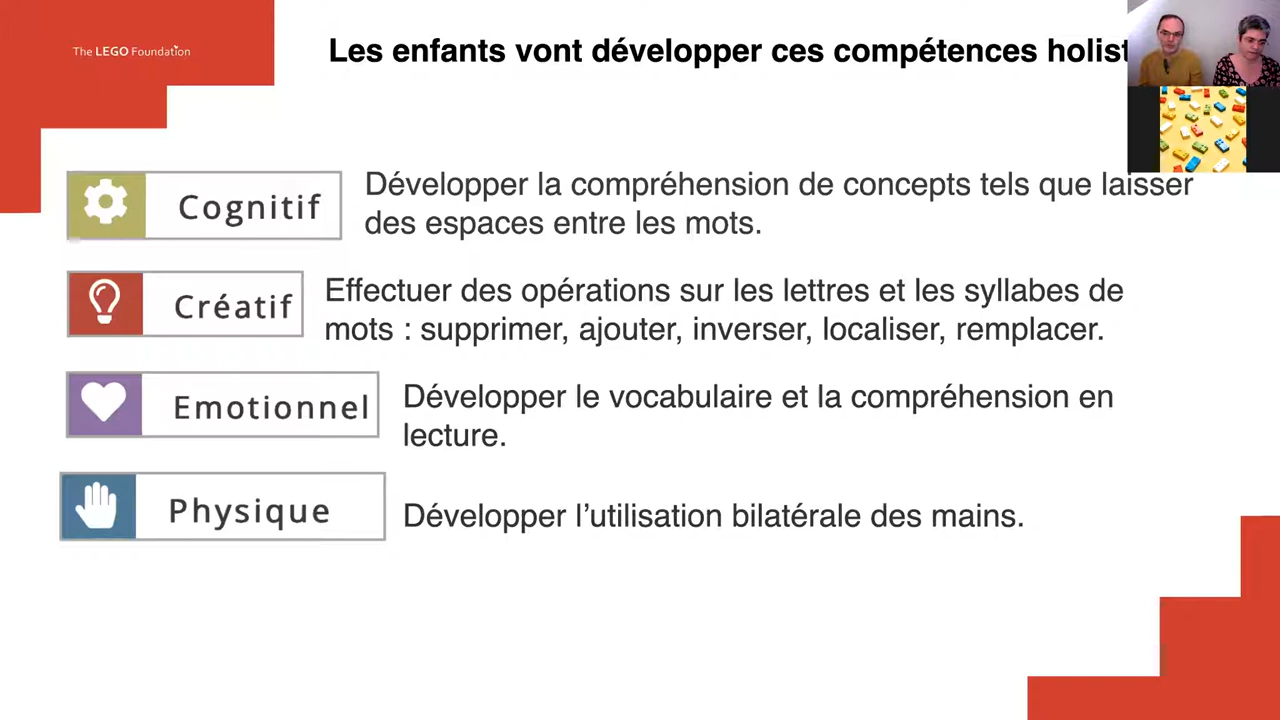 The LEGO Foundation
Les enfants vont développer ces compétences
Cognitif
Développer la compréhension de concepts tels que laisser
des espaces entre les mots.
Créatif
Effectuer des opérations sur les lettres et les syllabes de
mots : supprimer, ajouter, inverser, localiser, remplacer.
Emotionnel
Développer le vocabulaire et la compréhension en
lecture.
Physique
Développer l’utilisation bilatérale des mains.